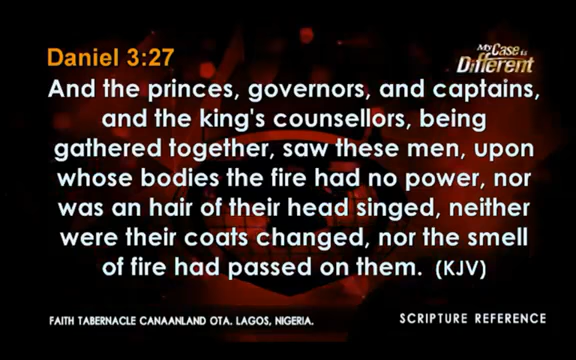 Daniel 3:27
My Case is
Different
And the princes, governors, and captains,
and the king's counsellors, being
gathered together, saw these men, upon
whose bodies the fire had no power, nor
was an hair of their head singed, neither
were their coats changed, nor the smell
of fire had passed on them. (KJV)
FAITH TABERNACLE CANAANLAND OTA. LAGOS, NIGERIA.
SCRIPTURE REFERENCE